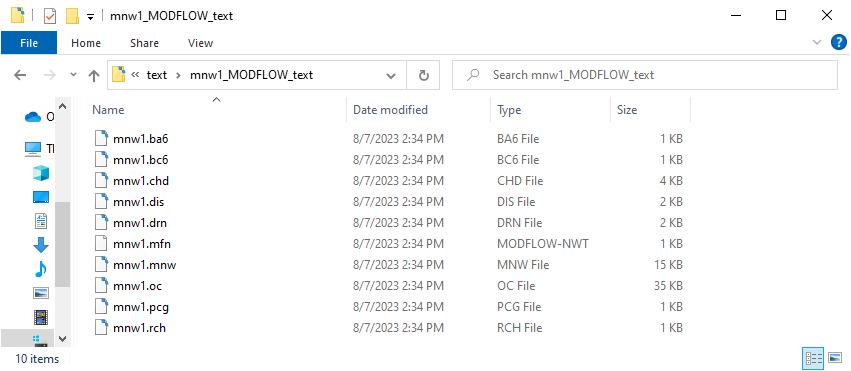 mnw1_MODFLOW_text
File Home Share View
text mnw1_MODFLOW_text Search mnw1_MODFLOW_text
Name Date modified Type Size
mnw1.ba6 8/7/2023 2:34 PM BA6 File 1 KB
mnw1.bc6 8/7/2023 2:34 PM BC6 File 1 KB
mnw1.chd 8/7/2023 2:34 PM CHD File 4 KB
mnw1.dis 8/7/2023 2:34 PM DIS File 2 KB
mnw1.drn 8/7/2023 2:34 PM DRN File 2 KB
mnw1.mfn 8/7/2023 2:34 PM MODFLOW-NWT 1 KB
mnw1.mnw 8/7/2023 2:34 PM MNW File 15 KB
mnw1.oc 8/7/2023 2:34 PM OC File 35 KB
mnw1.pcg 8/7/2023 2:34 PM PCG File 1 KB
mnw1.rch 8/7/2023 2:34 PM RCH File 1 KB
10 items